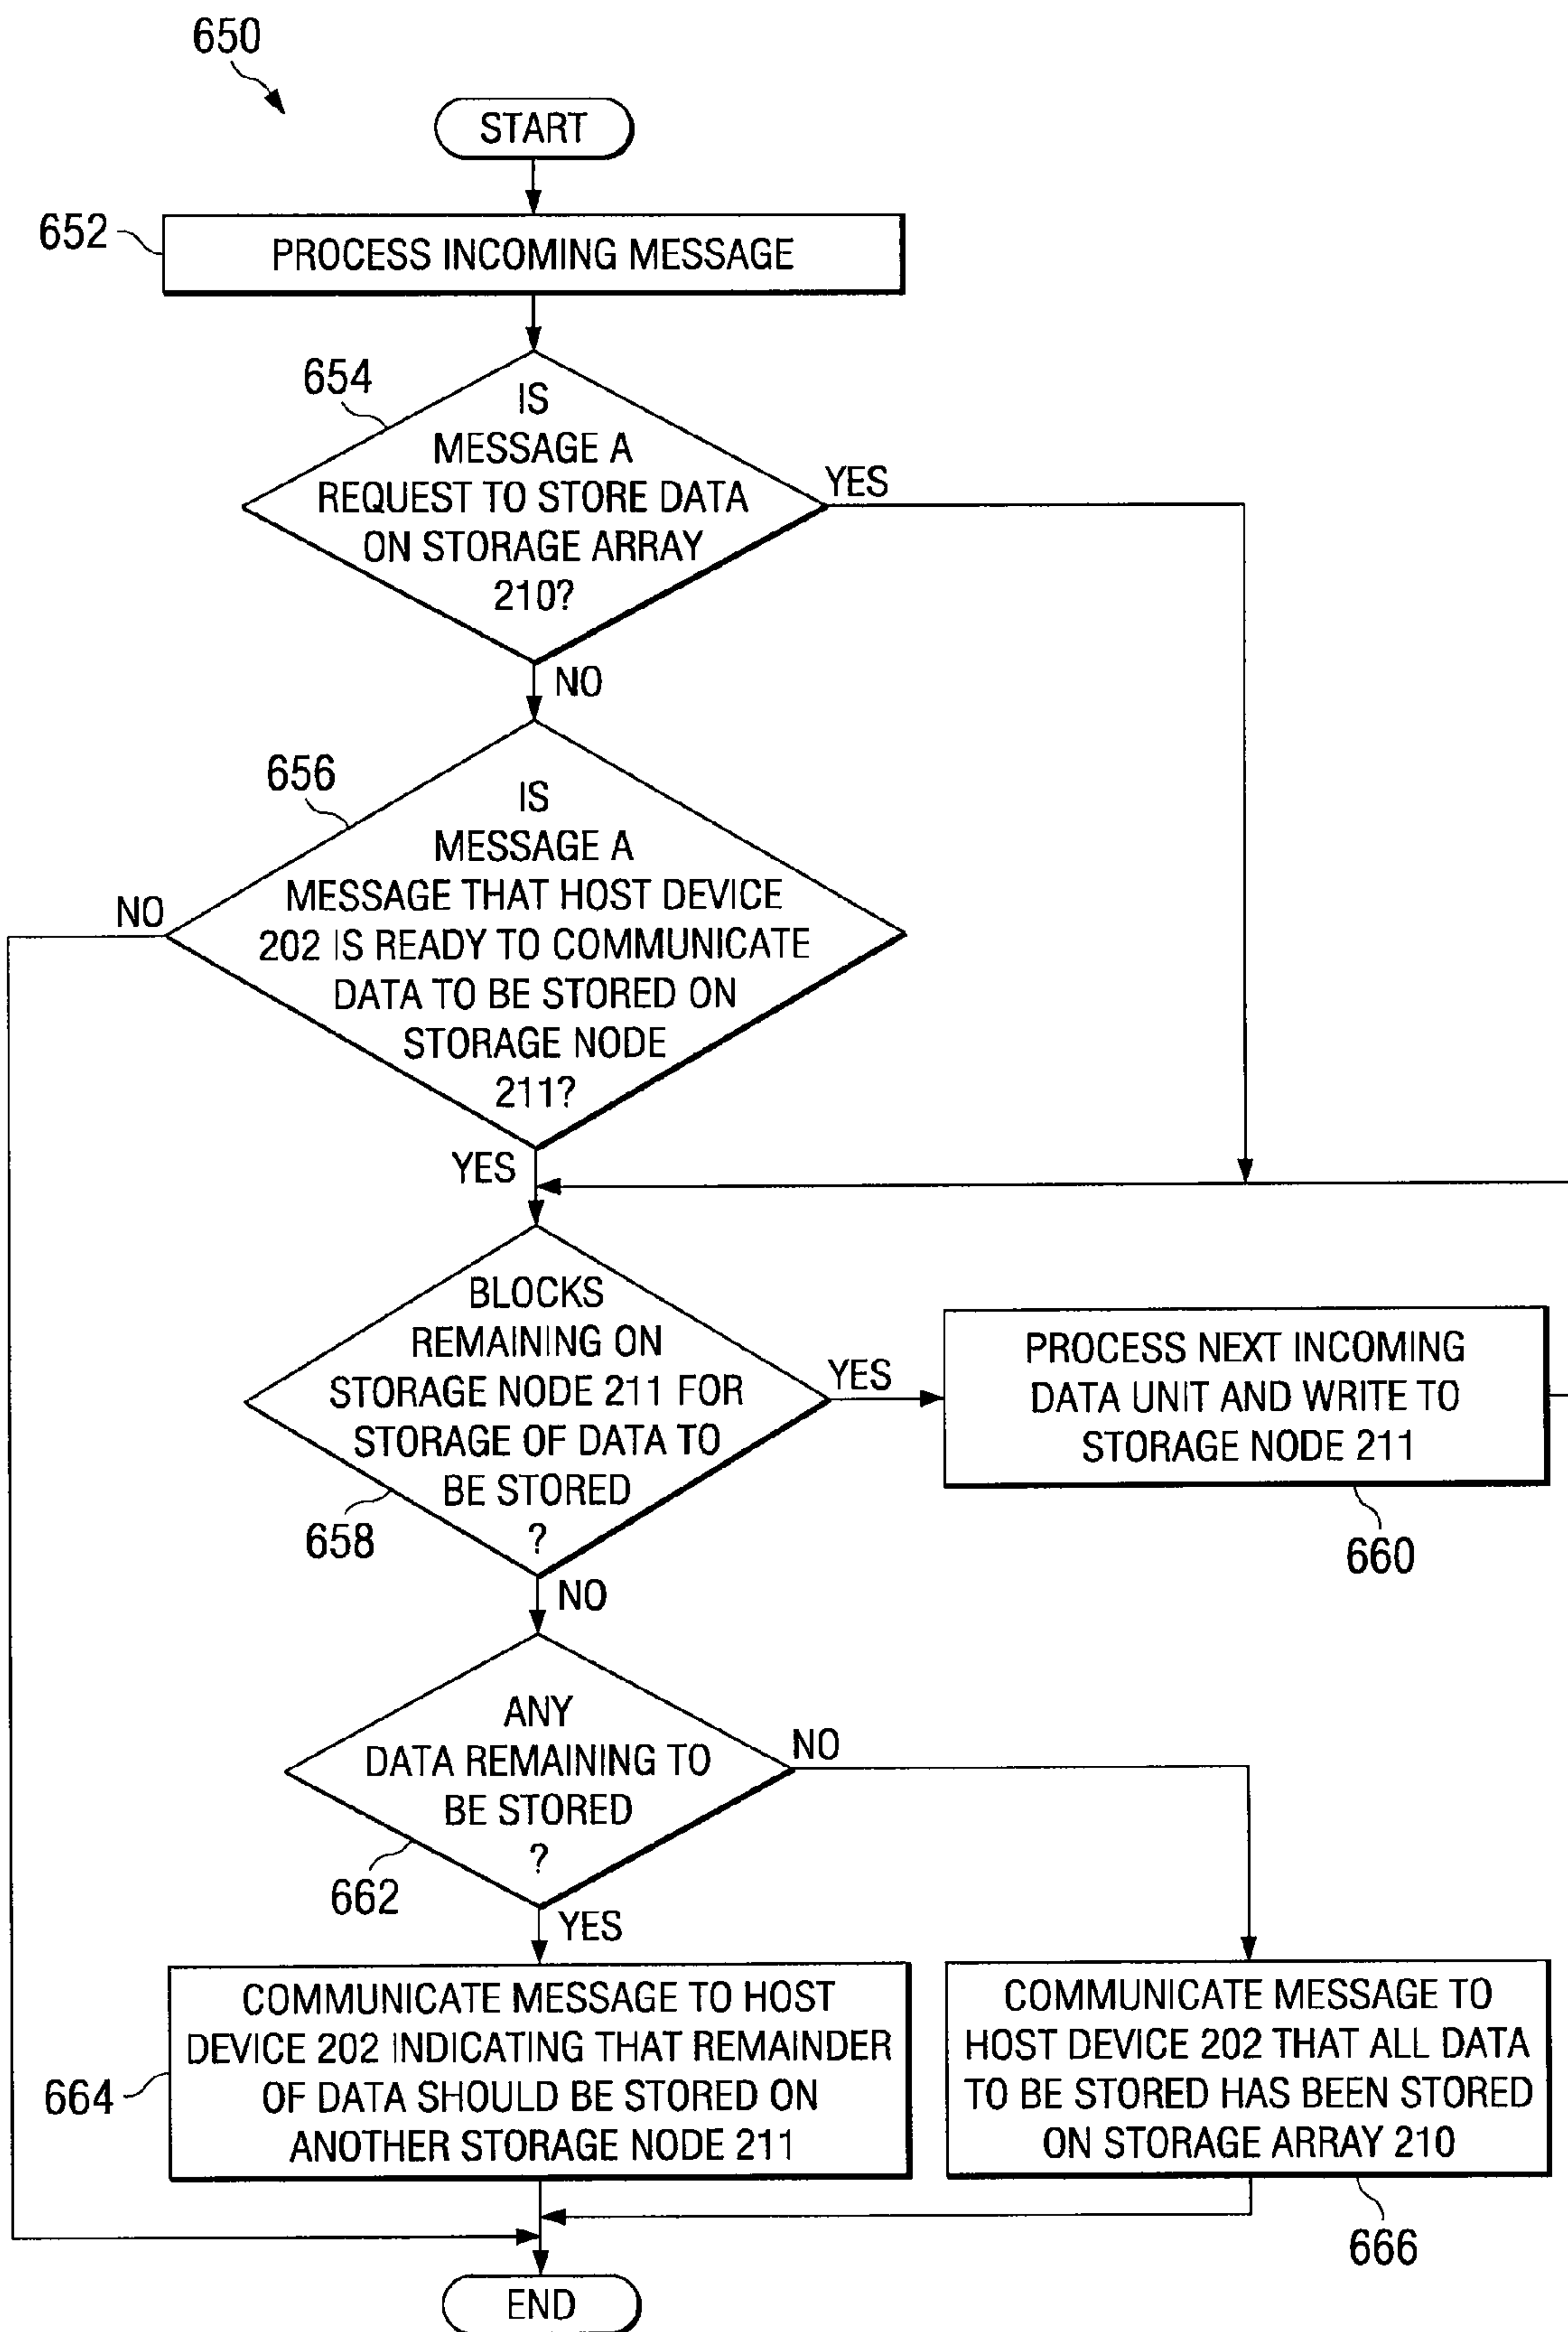 650
START
652
PROCESS INCOMING MESSAGE
654
IS
MESSAGE A
REQUEST TO STORE DATA
ON STORAGE ARRAY
210?
YES
NO
656
IS
MESSAGE A
MESSAGE THAT HOST DEVICE
202 IS READY TO COMMUNICATE
DATA TO BE STORED ON
STORAGE NODE
211?
NO
YES
BLOCKS
REMAINING ON
STORAGE NODE 211 FOR
STORAGE OF DATA TO
BE STORED
?
658
YES
PROCESS NEXT INCOMING
DATA UNIT AND WRITE TO
STORAGE NODE 211
660
NO
ANY
DATA REMAINING TO
BE STORED
?
662
NO
YES
COMMUNICATE MESSAGE TO HOST
DEVICE 202 INDICATING THAT REMAINDER
OF DATA SHOULD BE STORED ON
ANOTHER STORAGE NODE 211
664
COMMUNICATE MESSAGE TO
HOST DEVICE 202 THAT ALL DATA
TO BE STORED HAS BEEN STORED
ON STORAGE ARRAY 210
666
END